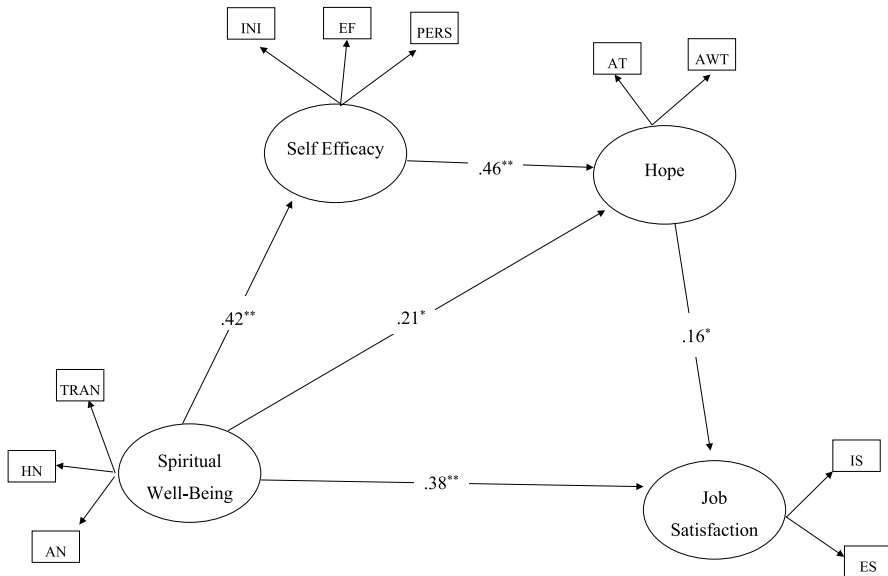 INI
EF
PERS
AT
AWT
Self Efficacy
Hope
.46**
.42**
.21*
.16*
TRAN
HN
AN
Spiritual
Well-Being
.38**
Job
Satisfaction
IS
ES